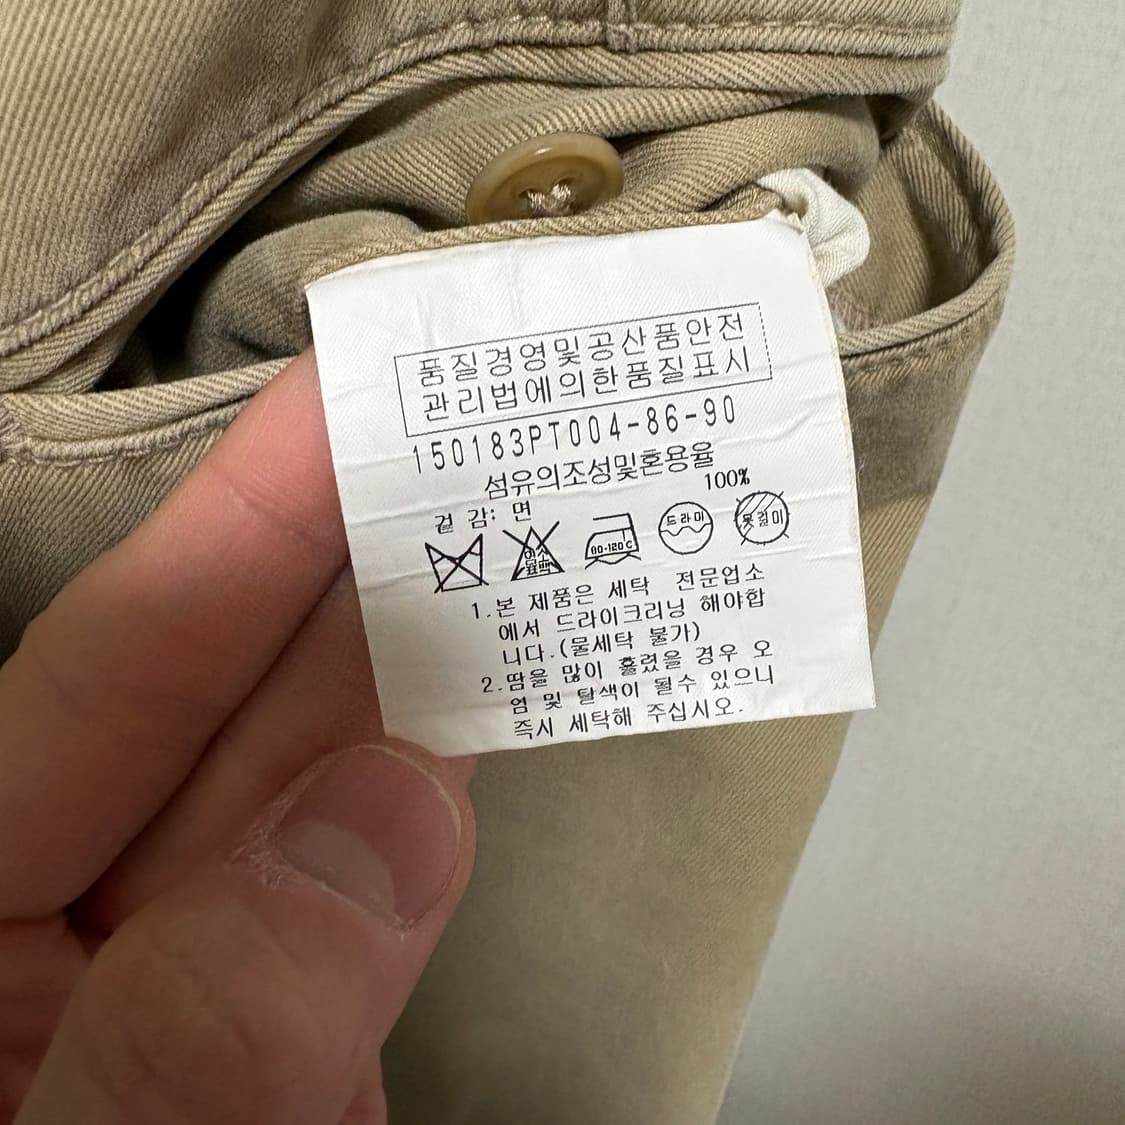 품질경영및공산품안전
관리법에의한품질표시
150183PT004-86-90
섬유의조성및혼용율
겉 감: 면 100%
염소
표백
80-120℃
드라이
1.본 제품은 세탁 전문업소
에서 드라이크리닝 해야합
니다.(물세탁 불가)
2.땀을 많이 흘렸을 경우 오
염 및 탈색이 될수 있으니
즉시 세탁해 주십시오.